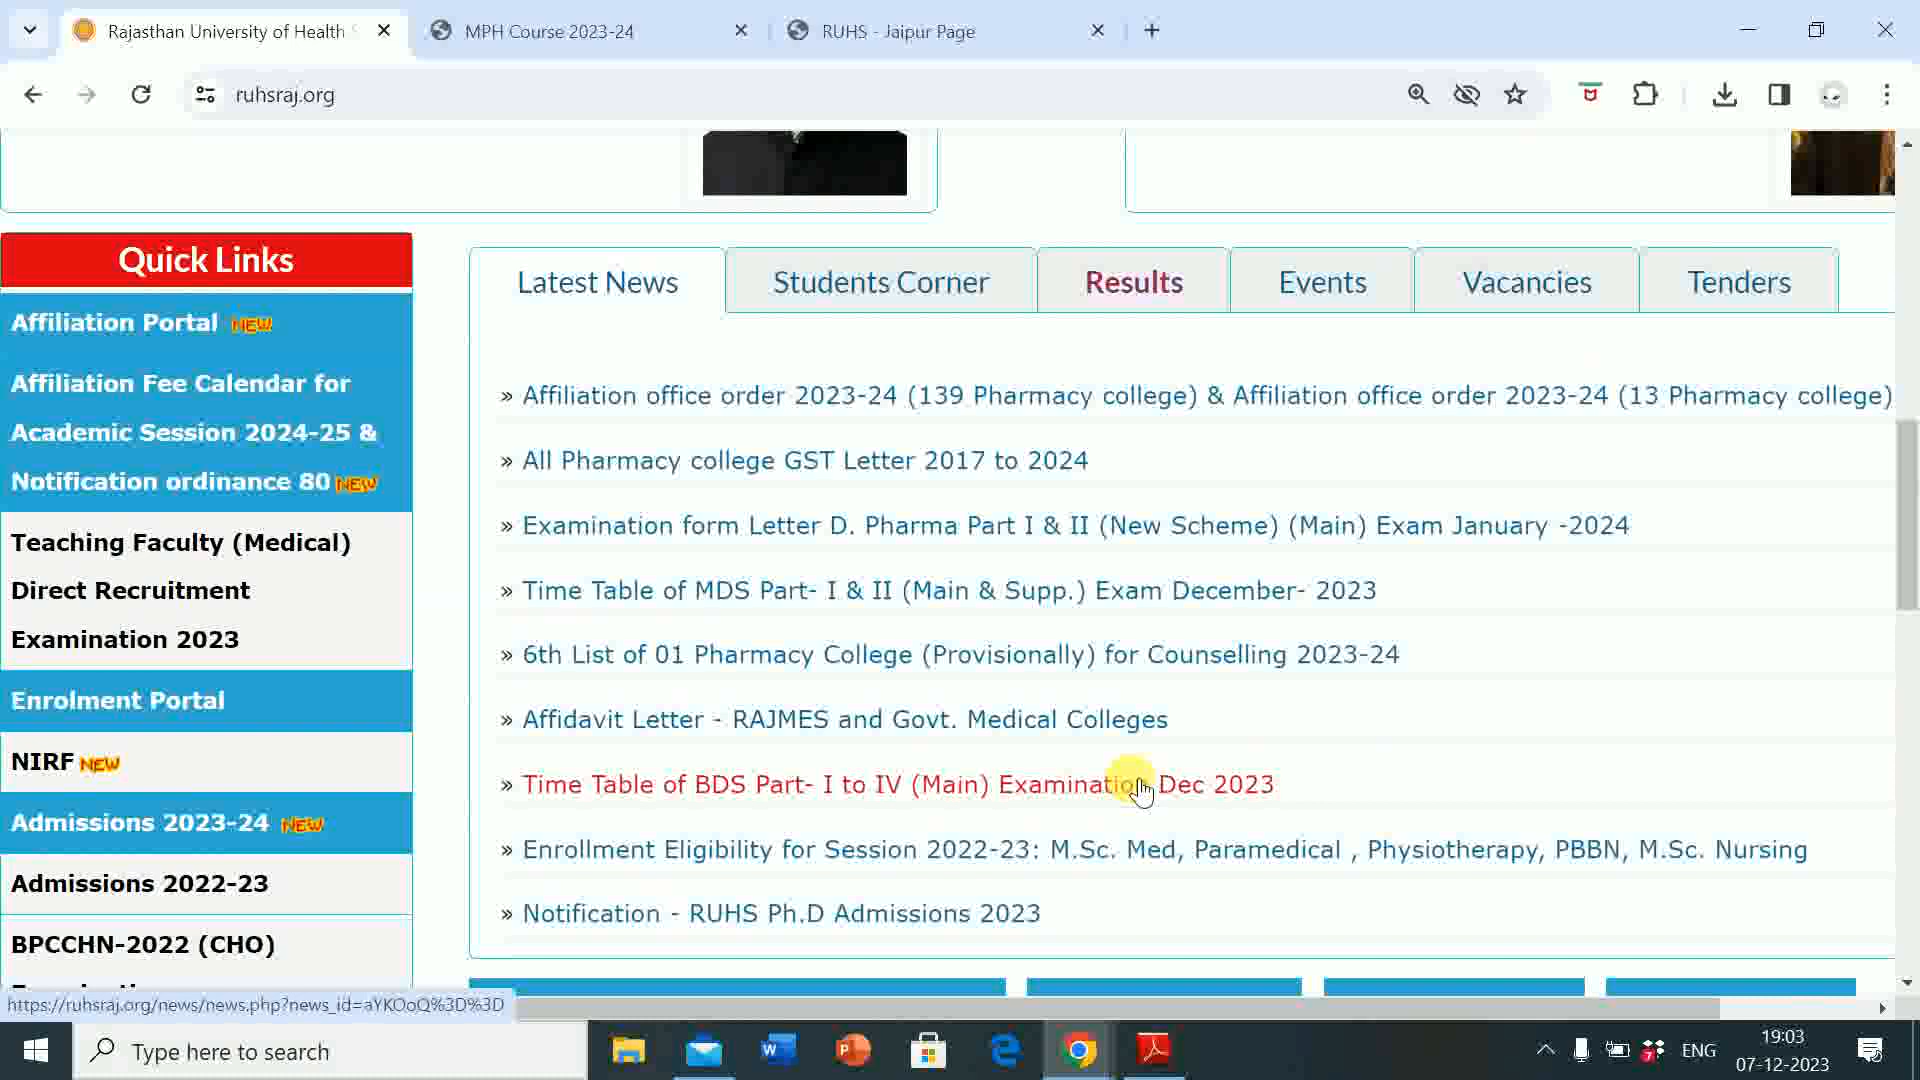 Rajasthan University of Health S
MPH Course 2023-24
RUHS - Jaipur Page
ruhsraj.org
Quick Links
Affiliation Portal NEW
Affiliation Fee Calendar for
Academic Session 2024-25 &
Notification ordinance 80 NEW
Teaching Faculty (Medical)
Direct Recruitment
Examination 2023
Enrolment Portal
NIRF NEW
Admissions 2023-24 NEW
Admissions 2022-23
BPCCHN-2022 (CHO)
Latest News
Students Corner
Results
Events
Vacancies
Tenders
» Affiliation office order 2023-24 (139 Pharmacy college) & Affiliation office order 2023-24 (13 Pharmacy college)
» All Pharmacy college GST Letter 2017 to 2024
» Examination form Letter D. Pharma Part I & II (New Scheme) (Main) Exam January -2024
» Time Table of MDS Part- I & II (Main & Supp.) Exam December- 2023
» 6th List of 01 Pharmacy College (Provisionally) for Counselling 2023-24
» Affidavit Letter - RAJMES and Govt. Medical Colleges
» Time Table of BDS Part- I to IV (Main) Examination Dec 2023
» Enrollment Eligibility for Session 2022-23: M.Sc. Med, Paramedical , Physiotherapy, PBBN, M.Sc. Nursing
» Notification - RUHS Ph.D Admissions 2023
https://ruhsraj.org/news/news.php?news_id=aYKOoQ%3D%3D
Type here to search
ENG
19:03
07-12-2023